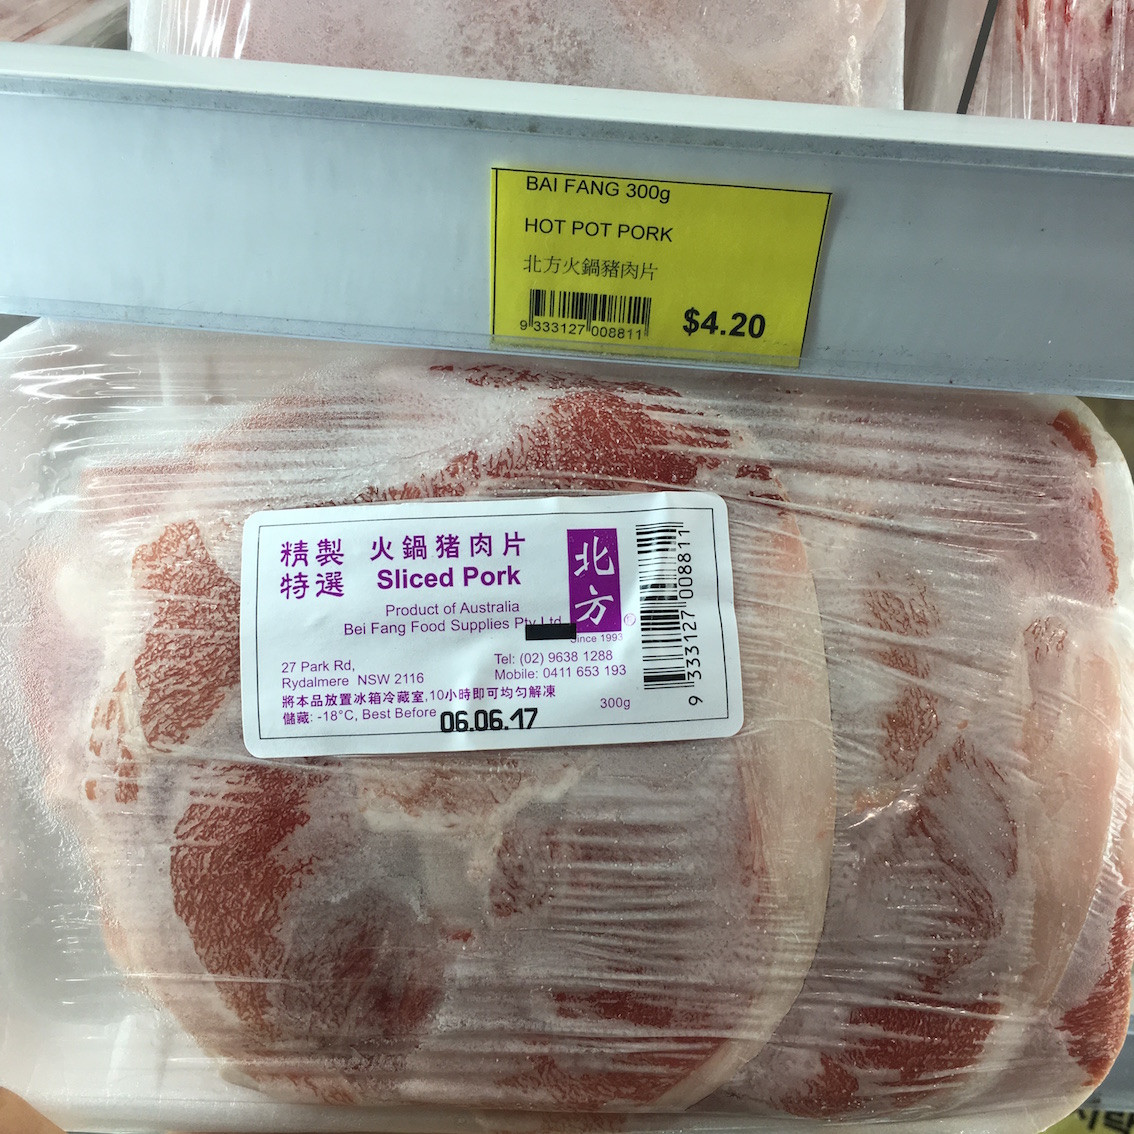 BAI FANG 300g
HOT POT PORK
北方火鍋豬肉片
9 333127 008811
$4.20
精製
特選
火鍋猪肉片
Sliced Pork
北方
®
Since 1993
Product of Australia
Bei Fang Food Supplies Pty Ltd
27 Park Rd,
Rydalmere NSW 2116
Tel: (02) 9638 1288
Mobile: 0411 653 193
將本品放置冰箱冷藏室,10小時即可均匀解凍
儲藏: -18°C, Best Before 06.06.17
300g
9 333127 008811